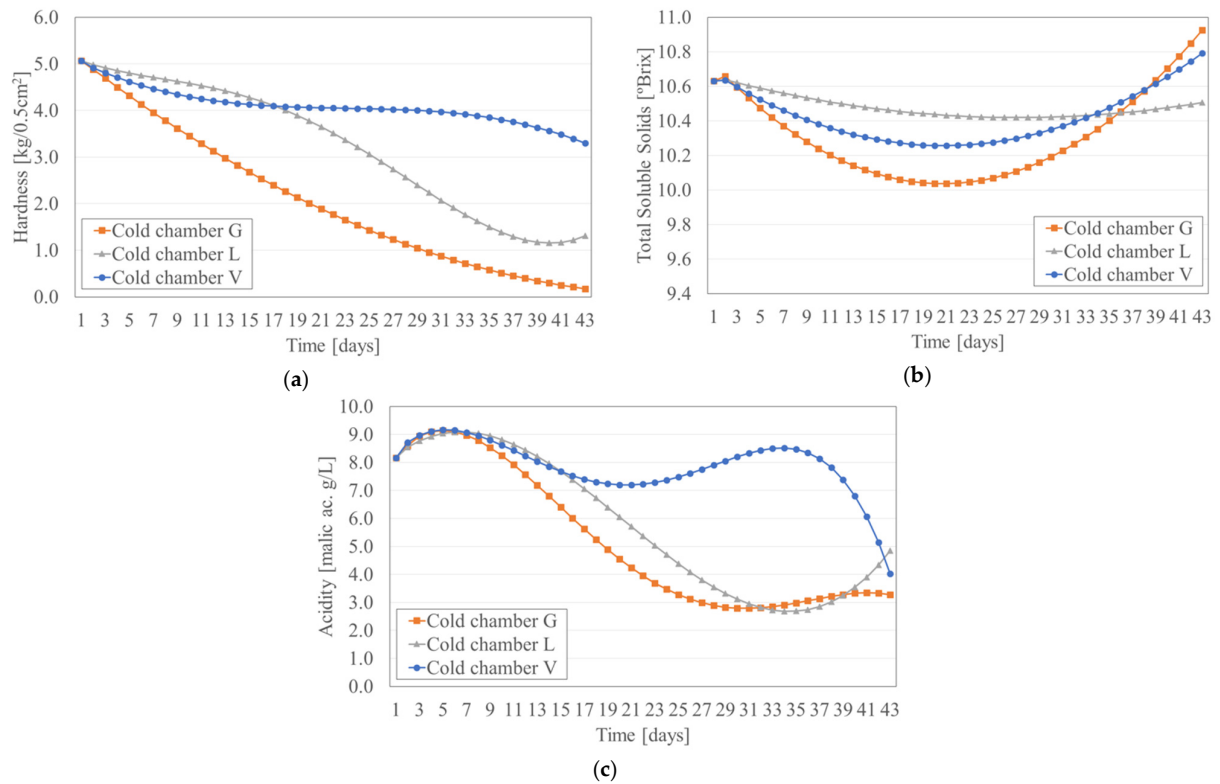 6.0
5.0
4.0
3.0
2.0
1.0
0.0
Hardness [kg/0.5cm²]
Cold chamber G
Cold chamber L
Cold chamber V
1 3 5 7 9 11 13 15 17 19 21 23 25 27 29 31 33 35 37 39 41 43
Time [days]
(a)
11.0
10.8
10.6
10.4
10.2
10.0
9.8
9.6
9.4
Total Soluble Solids [ºBrix]
Cold chamber G
Cold chamber L
Cold chamber V
1 3 5 7 9 11 13 15 17 19 21 23 25 27 29 31 33 35 37 39 41 43
Time [days]
(b)
10.0
9.0
8.0
7.0
6.0
5.0
4.0
3.0
2.0
1.0
0.0
Acidity [malic ac. g/L]
Cold chamber G
Cold chamber L
Cold chamber V
1 3 5 7 9 11 13 15 17 19 21 23 25 27 29 31 33 35 37 39 41 43
Time [days]
(c)